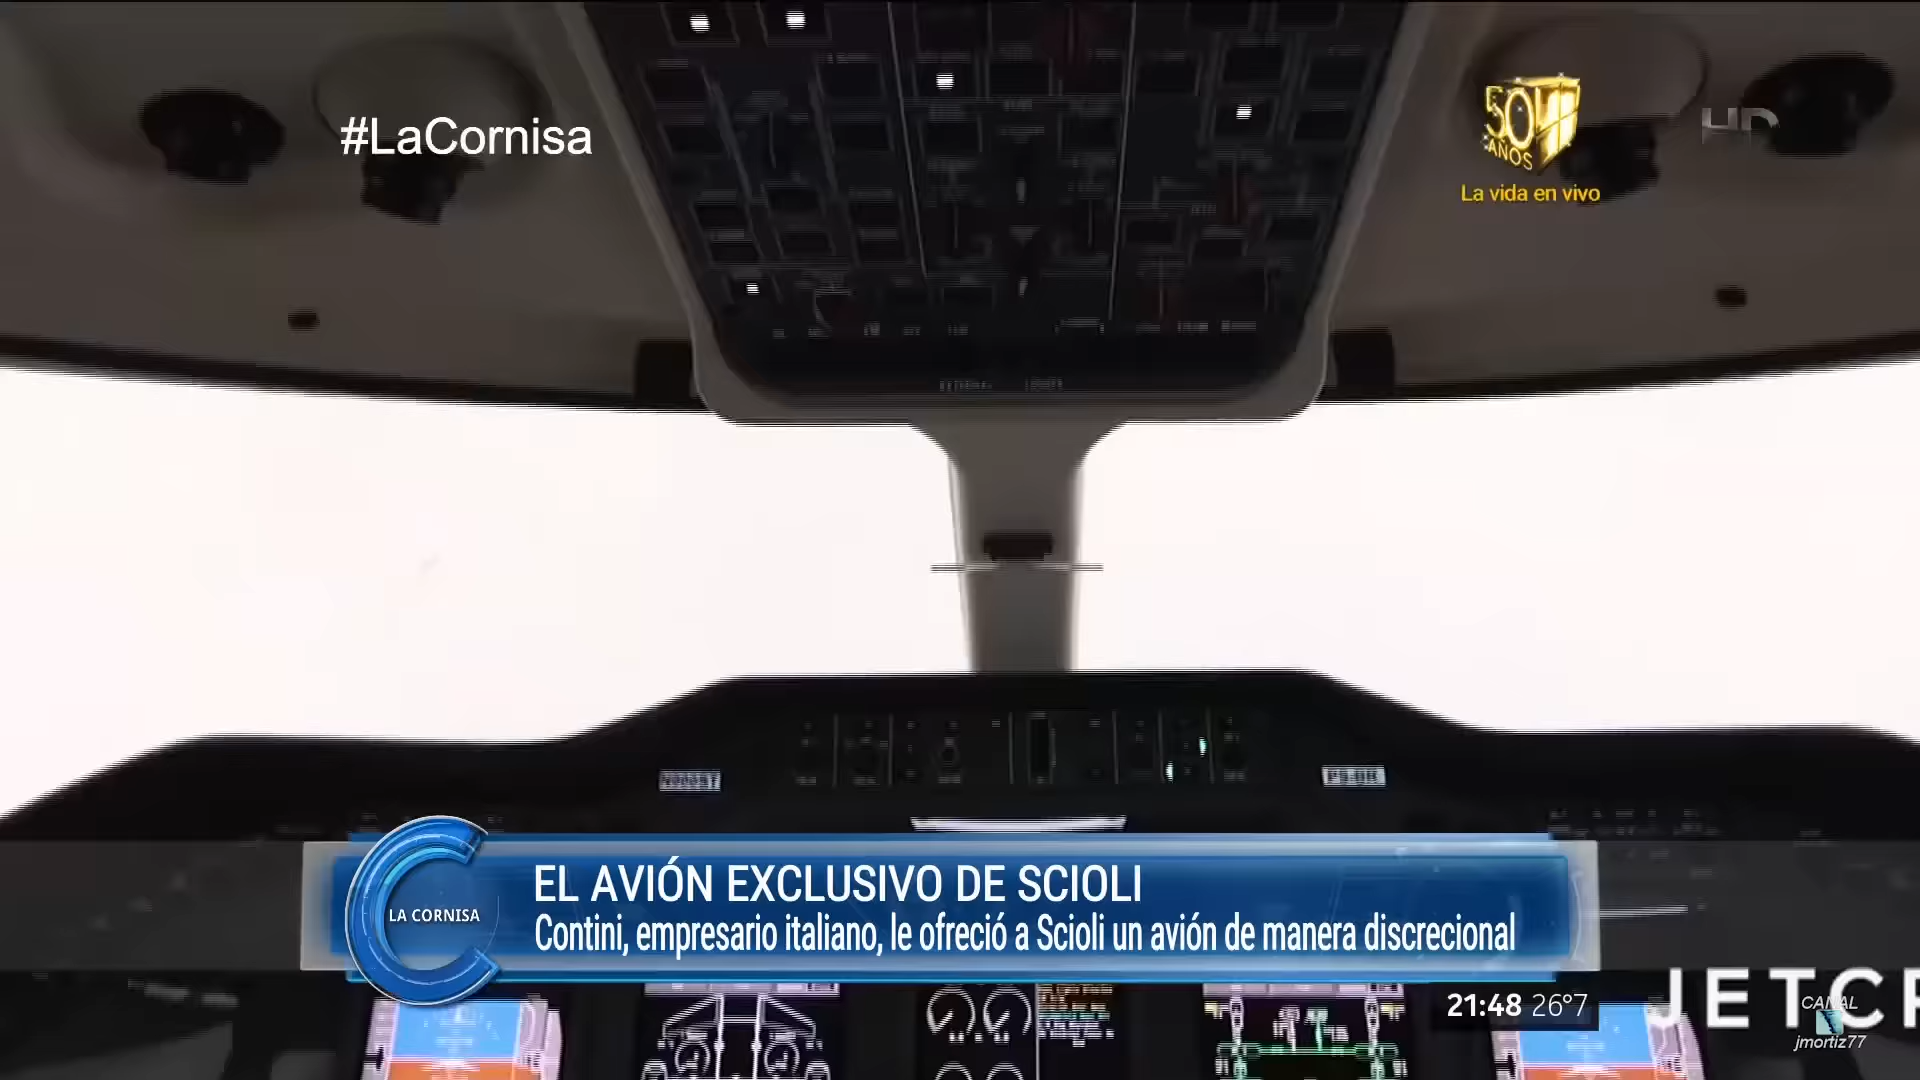 #LaCornisa
50
AÑOS
La vida en vivo
HD
EL AVIÓN EXCLUSIVO DE SCIOLI
LA CORNISA
Contini, empresario italiano, le ofreció a Scioli un avión de manera discrecional
21:48 26°7
JETCR
CANAL
jmortiz77